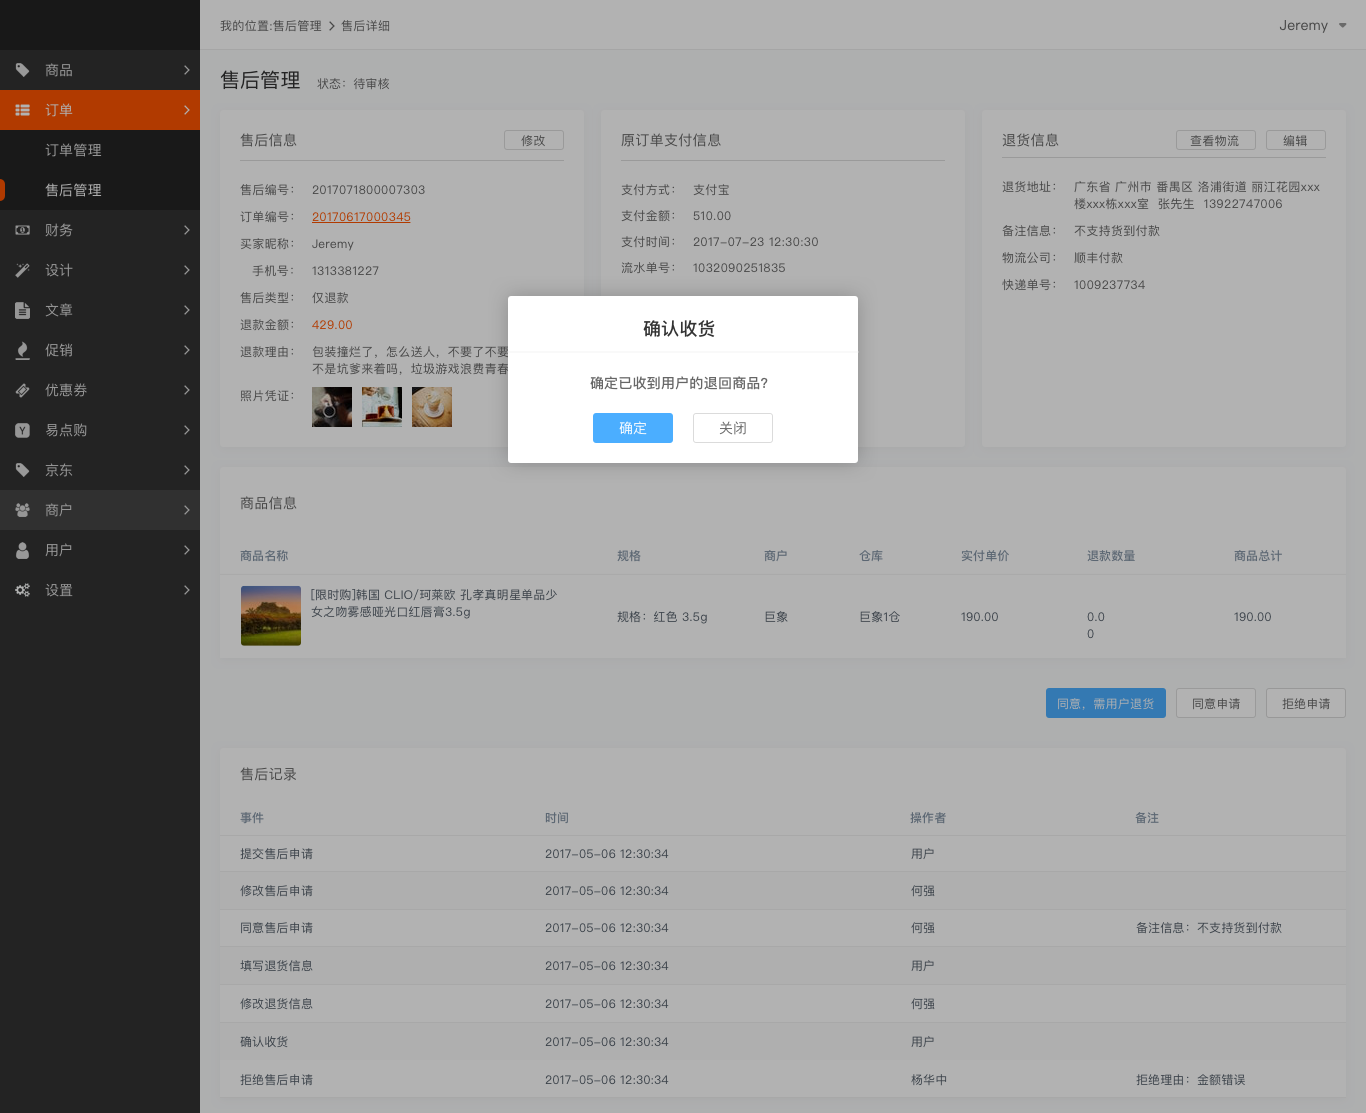 我的位置:售后管理 > 售后详细
Jeremy
商品
订单
订单管理
售后管理
财务
设计
文章
促销
优惠券
易点购
京东
商户
用户
设置
售后管理 状态：待审核
售后信息 修改
售后编号： 2017071800007303
订单编号： 20170617000345
买家昵称： Jeremy
手机号： 1313381227
售后类型： 仅退款
退款金额： 429.00
退款理由： 包装撞烂了，怎么送人，不要了不要
不是坑爹来着吗，垃圾游戏浪费青春
照片凭证：
原订单支付信息
支付方式： 支付宝
支付金额： 510.00
支付时间： 2017-07-23 12:30:30
流水单号： 1032090251835
退货信息 查看物流 编辑
退货地址： 广东省 广州市 番禺区 洛浦街道 丽江花园xxx
楼xxx栋xxx室 张先生 13922747006
备注信息： 不支持货到付款
物流公司： 顺丰付款
快递单号： 1009237734
确认收货
确定已收到用户的退回商品?
确定 关闭
商品信息
商品名称 规格 商户 仓库 实付单价 退款数量 商品总计
[限时购]韩国 CLIO/珂莱欧 孔孝真明星单品少
女之吻雾感哑光口红唇膏3.5g
规格：红色 3.5g 巨象 巨象1仓 190.00 0.0 190.00
0
同意，需用户退货 同意申请 拒绝申请
售后记录
事件 时间 操作者 备注
提交售后申请 2017-05-06 12:30:34 用户
修改售后申请 2017-05-06 12:30:34 何强
同意售后申请 2017-05-06 12:30:34 何强 备注信息：不支持货到付款
填写退货信息 2017-05-06 12:30:34 用户
修改退货信息 2017-05-06 12:30:34 何强
确认收货 2017-05-06 12:30:34 用户
拒绝售后申请 2017-05-06 12:30:34 杨华中 拒绝理由：金额错误